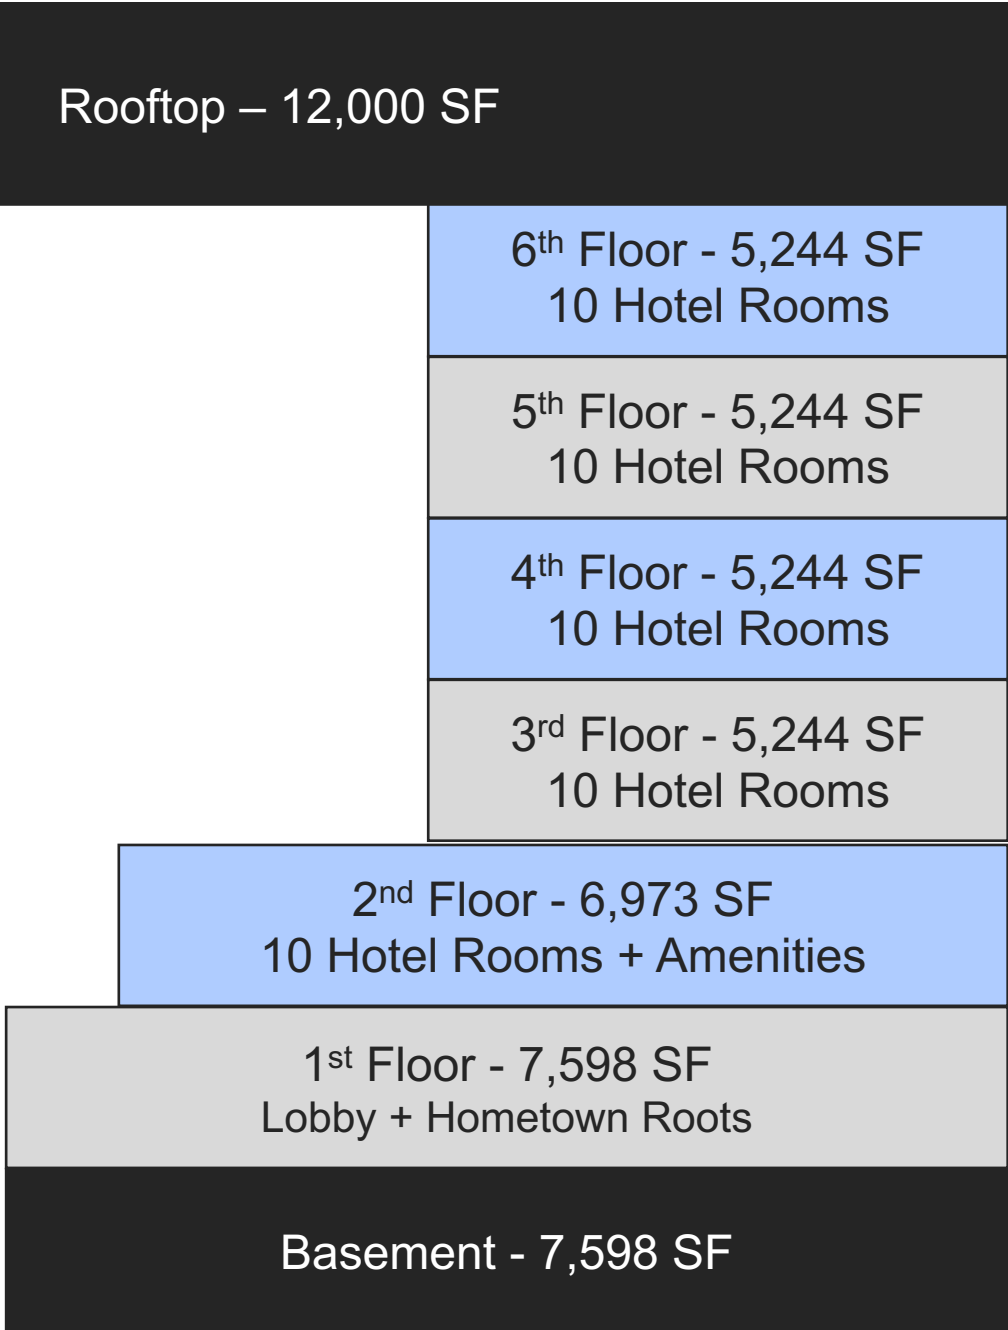 Rooftop – 12,000 SF
6th Floor - 5,244 SF
10 Hotel Rooms
5th Floor - 5,244 SF
10 Hotel Rooms
4th Floor - 5,244 SF
10 Hotel Rooms
3rd Floor - 5,244 SF
10 Hotel Rooms
2nd Floor - 6,973 SF
10 Hotel Rooms + Amenities
1st Floor - 7,598 SF
Lobby + Hometown Roots
Basement - 7,598 SF